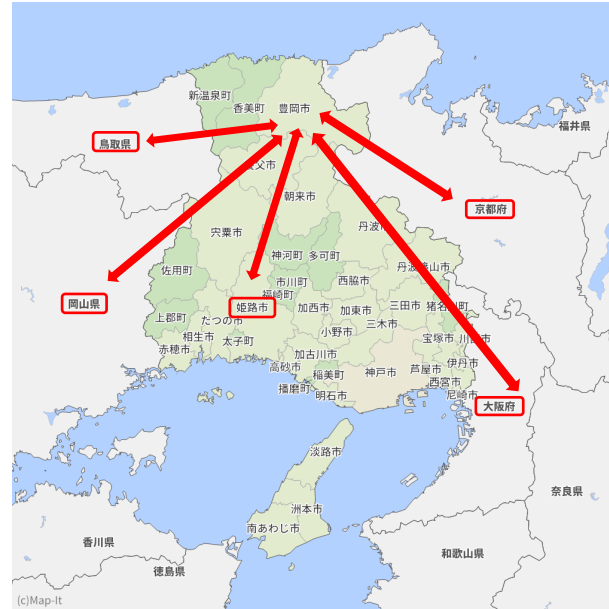 新温泉町
香美町
豊岡市
福井県
鳥取県
養父市
朝来市
京都府
宍粟市
丹波市
神河町
多可町
丹波篠山市
佐用町
市川町
西脇市
岡山県
福崎町
姫路市
加西市
加東市
三田市
猪名川町
上郡町
たつの市
小野市
三木市
相生市
太子町
宝塚市
川西市
赤穂市
加古川市
伊丹市
高砂市
稲美町
神戸市
芦屋市
西宮市
播磨町
明石市
尼崎市
大阪府
淡路市
奈良県
洲本市
南あわじ市
香川県
和歌山県
徳島県
(c)Map-It